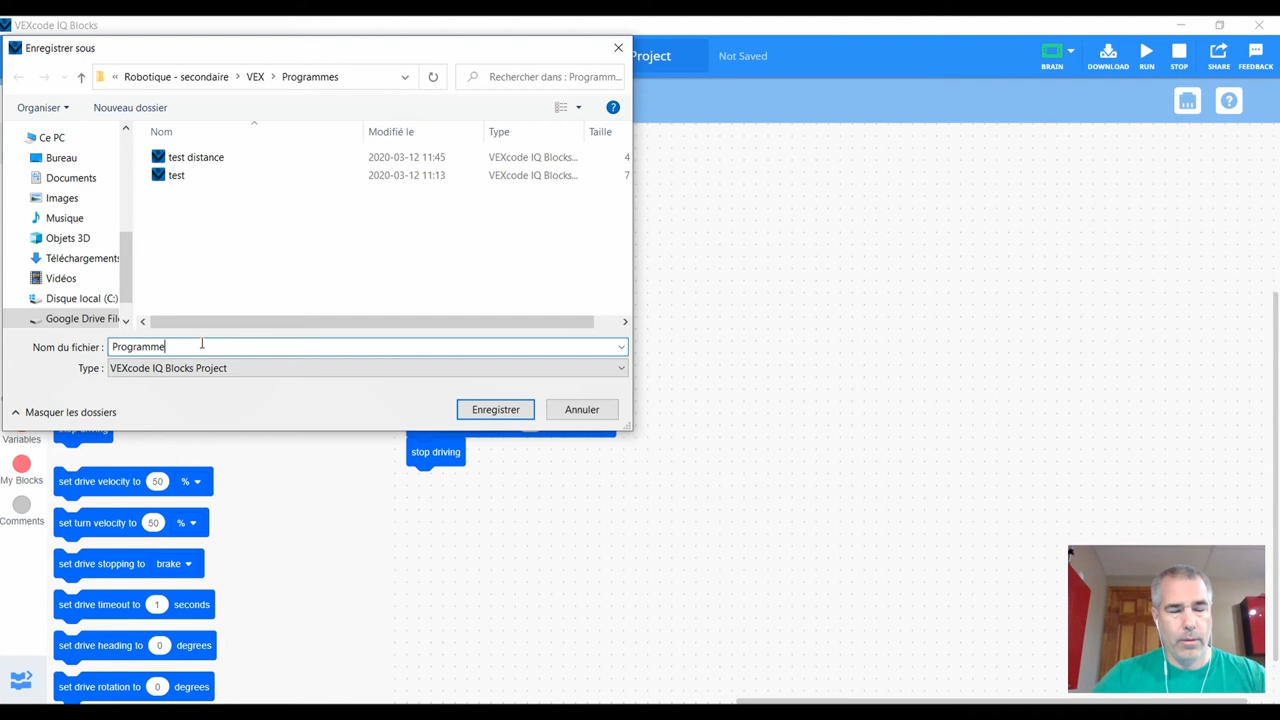 VEXcode IQ Blocks
Enregistrer sous
Project
Not Saved
BRAIN
DOWNLOAD
RUN
STOP
SHARE
FEEDBACK
« Robotique - secondaire > VEX > Programmes
Rechercher dans : Programm...
Organiser
Nouveau dossier
Ce PC
Bureau
Documents
Images
Musique
Objets 3D
Téléchargements
Vidéos
Disque local (C:)
Google Drive Fil
Nom
Modifié le
Type
Taille
test distance
2020-03-12 11:45
VEXcode IQ Blocks...
4
test
2020-03-12 11:13
VEXcode IQ Blocks...
7
Nom du fichier :
Programme
Type :
VEXcode IQ Blocks Project
Masquer les dossiers
Enregistrer
Annuler
Variables
My Blocks
Comments
set drive velocity to 50 %
set turn velocity to 50 %
set drive stopping to brake
set drive timeout to 1 seconds
set drive heading to 0 degrees
set drive rotation to 0 degrees
stop driving